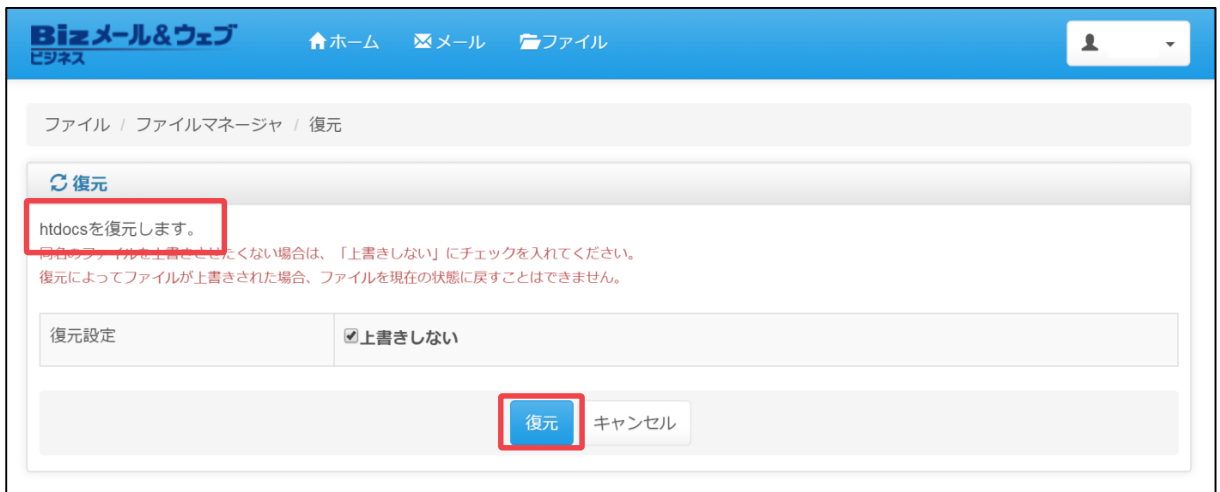 Bizメール&ウェブ
ビジネス
ホーム メール ファイル
ファイル / ファイルマネージャ / 復元
復元
htdocsを復元します。
同名のファイルを上書きさせたくない場合は、「上書きしない」にチェックを入れてください。
復元によってファイルが上書きされた場合、ファイルを現在の状態に戻すことはできません。
復元設定 上書きしない
復元 キャンセル